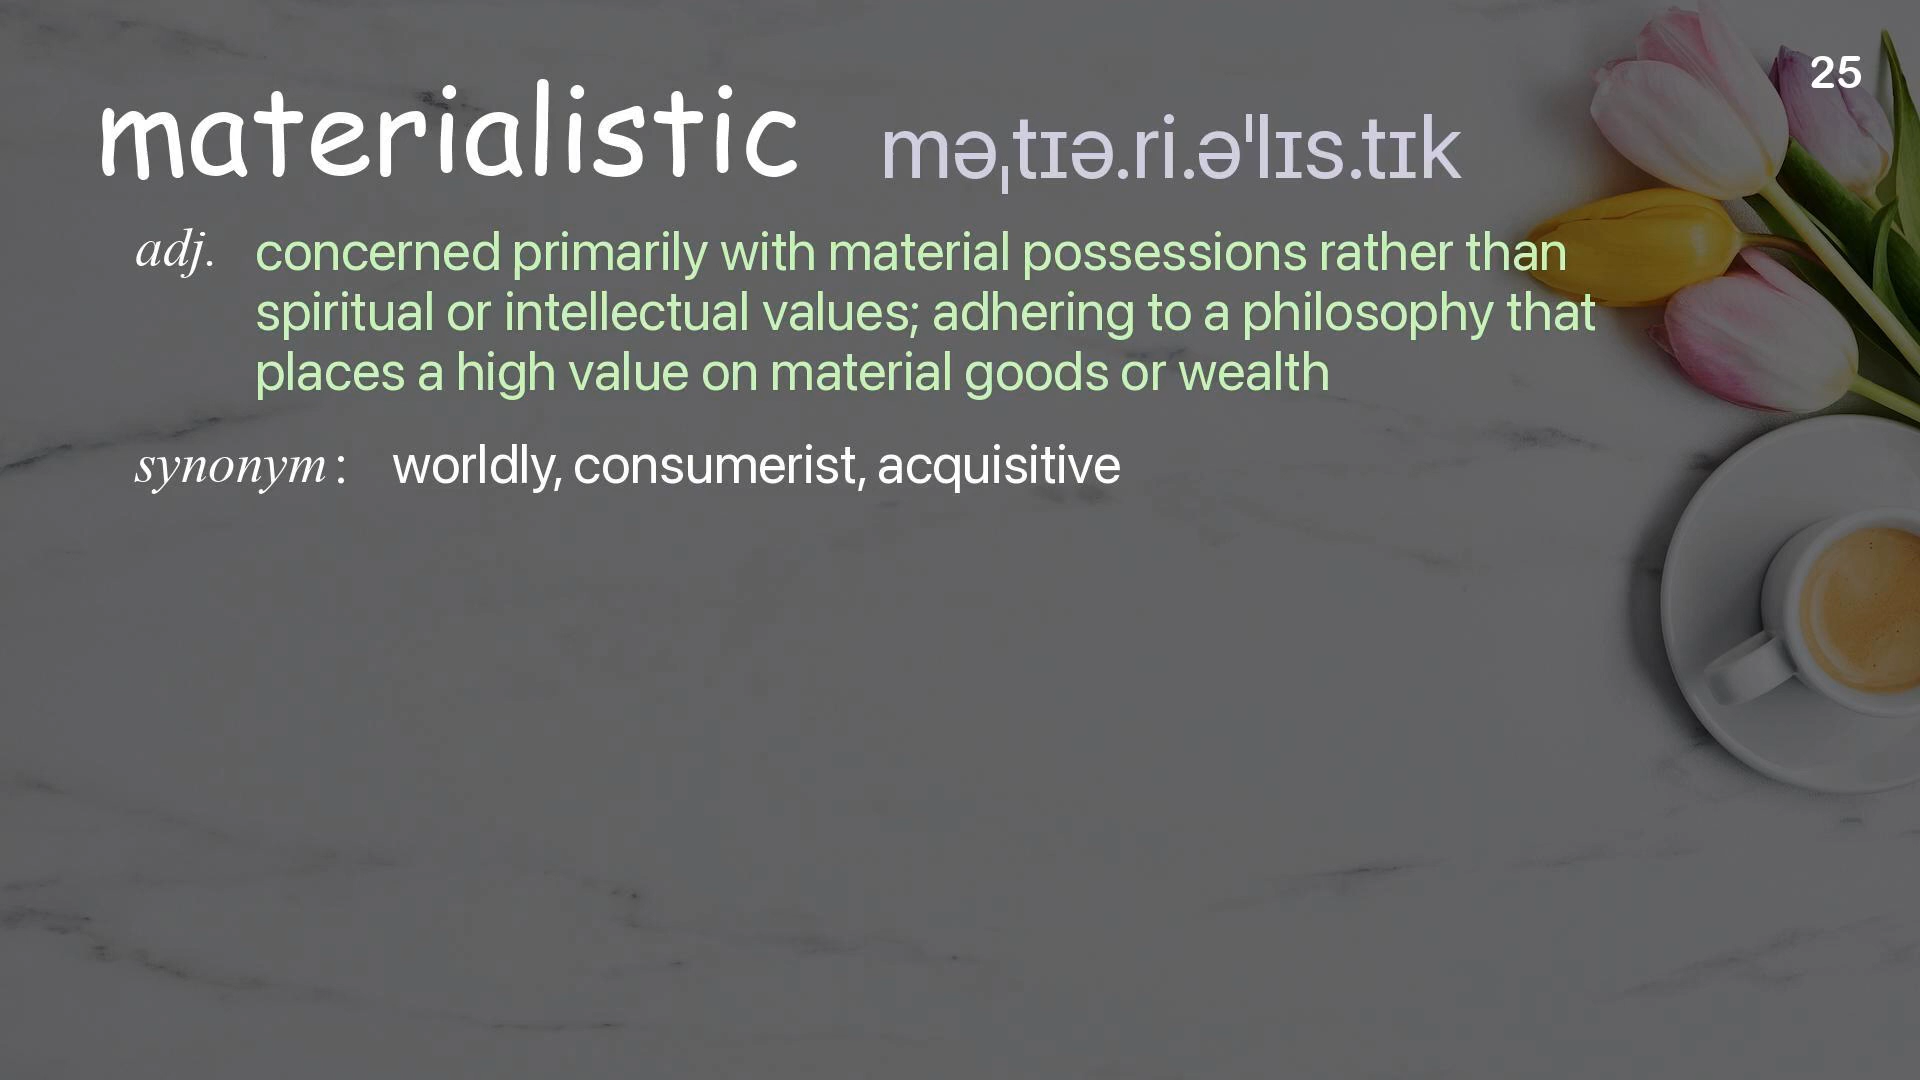 25
materialistic məˌtɪə.ri.əˈlɪs.tɪk
adj. concerned primarily with material possessions rather than
spiritual or intellectual values; adhering to a philosophy that
places a high value on material goods or wealth
synonym : worldly, consumerist, acquisitive